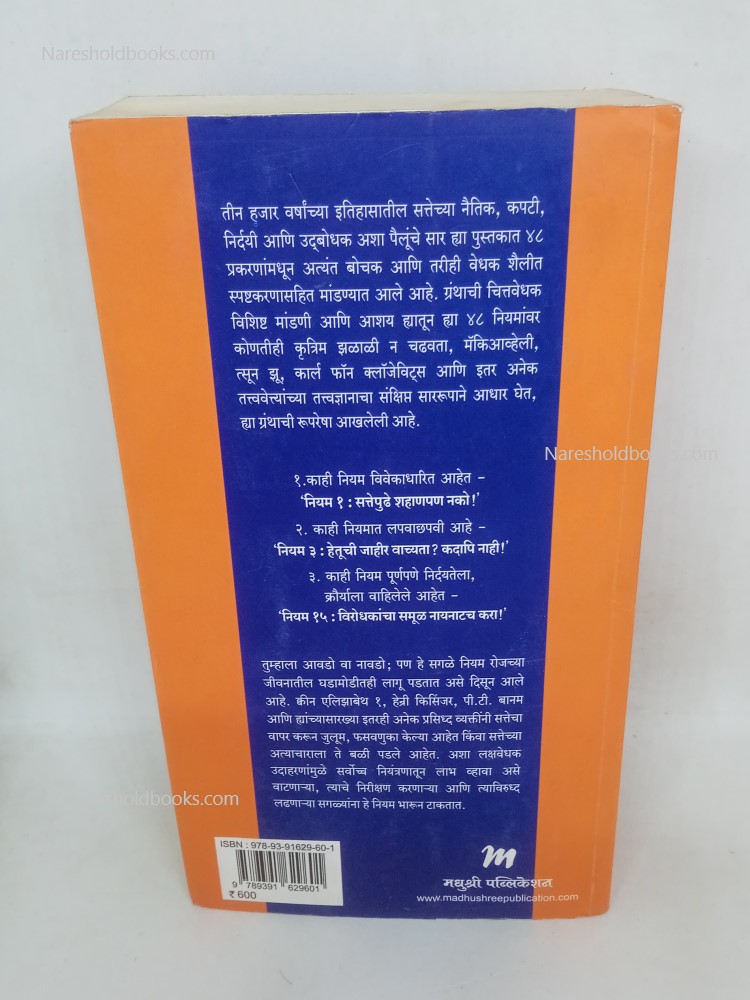 Naresholdbooks.com
तीन हजार वर्षांच्या इतिहासातील सत्तेच्या नैतिक, कपटी,
निर्दयी आणि उद्‌बोधक अशा पैलूंचे सार ह्या पुस्तकात ४८
प्रकरणांमधून अत्यंत बोचक आणि तरीही वेधक शैलीत
स्पष्टकरणासहित मांडण्यात आले आहे. ग्रंथाची चित्तवेधक
विशिष्ट मांडणी आणि आशय ह्यातून ह्या ४८ नियमांवर
कोणतीही कृत्रिम झळाळी न चढवता, मॅकिआव्हेली,
त्सून झू, कार्ल फॉन क्लॉजेविट्स आणि इतर अनेक
तत्त्ववेत्त्यांच्या तत्त्वज्ञानाचा संक्षिप्त साररूपाने आधार घेत,
ह्या ग्रंथाची रूपरेषा आखलेली आहे.
Naresholdbooks.com
१.काही नियम विवेकाधारित आहेत –
'नियम १ : सत्तेपुढे शहाणपण नको!'
२. काही नियमात लपवाछपवी आहे –
'नियम ३ : हेतूची जाहीर वाच्यता? कदापि नाही!'
३. काही नियम पूर्णपणे निर्दयतेला,
क्रौर्याला वाहिलेले आहेत –
'नियम १५ : विरोधकांचा समूळ नायनाटच करा!'
तुम्हाला आवडो वा नावडो; पण हे सगळे नियम रोजच्या
जीवनातील घडामोडीतही लागू पडतात असे दिसून आले
आहे. क्वीन एलिझाबेथ १, हेन्री किसिंजर, पी.टी. बानम
आणि ह्यांच्यासारख्या इतरही अनेक प्रसिध्द व्यक्तींनी सत्तेचा
वापर करून जुलूम, फसवणुका केल्या आहेत किंवा सत्तेच्या
अत्याचाराला ते बळी पडले आहेत. अशा लक्षवेधक
उदाहरणांमुळे सर्वोच्च नियंत्रणातून लाभ व्हावा असे
वाटणाऱ्या, त्याचे निरीक्षण करणाऱ्या आणि त्याविरुध्द
लढणाऱ्या सगळ्यांना हे नियम भारून टाकतात.
Naresholdbooks.com
ISBN : 978-93-91629-60-1
9 789391 629601
₹ 600
m
मधुश्री पब्लिकेशन
www.madhushreepublication.com